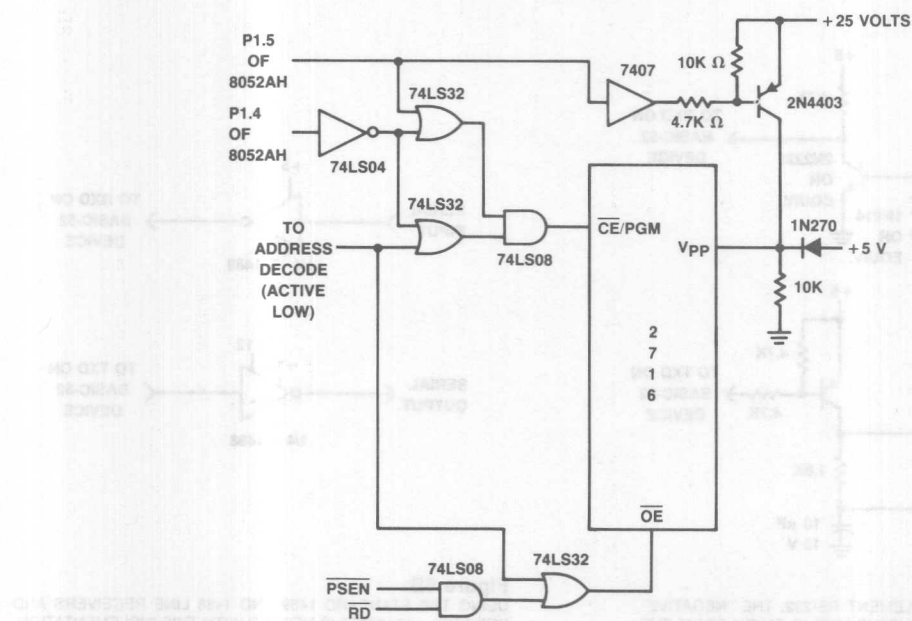 +25 VOLTS
P1.5
OF
8052AH
7407
10K Ω
2N4403
74LS32
4.7K Ω
P1.4
OF
8052AH
74LS04
74LS32
TO
ADDRESS
DECODE
(ACTIVE
LOW)
74LS08
CE/PGM
VPP
1N270
+5 V
10K
2
7
1
6
OE
74LS08
74LS32
PSEN
RD